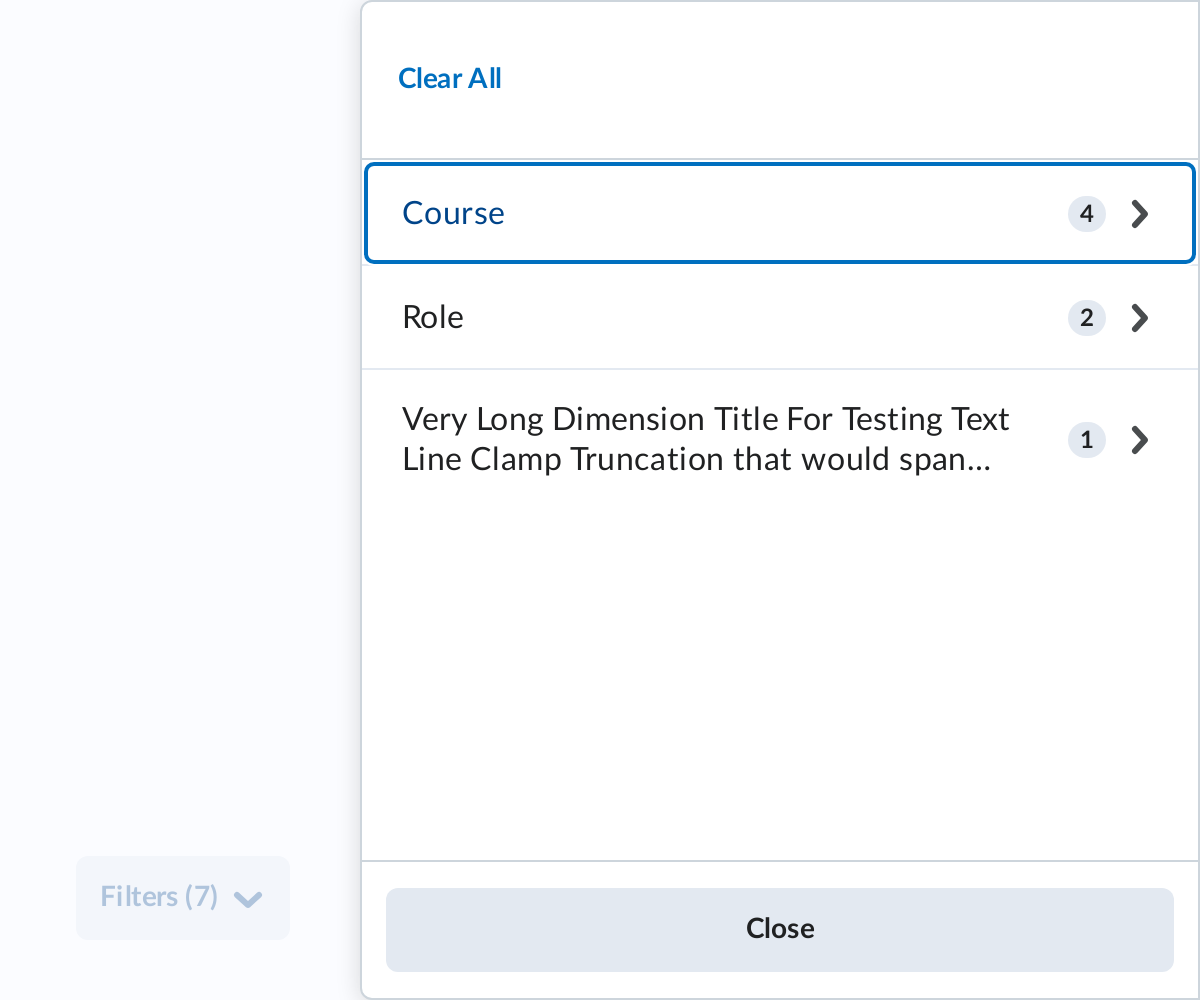 Clear All
Course 4
Role 2
Very Long Dimension Title For Testing Text
Line Clamp Truncation that would span... 1
Filters (7)
Close